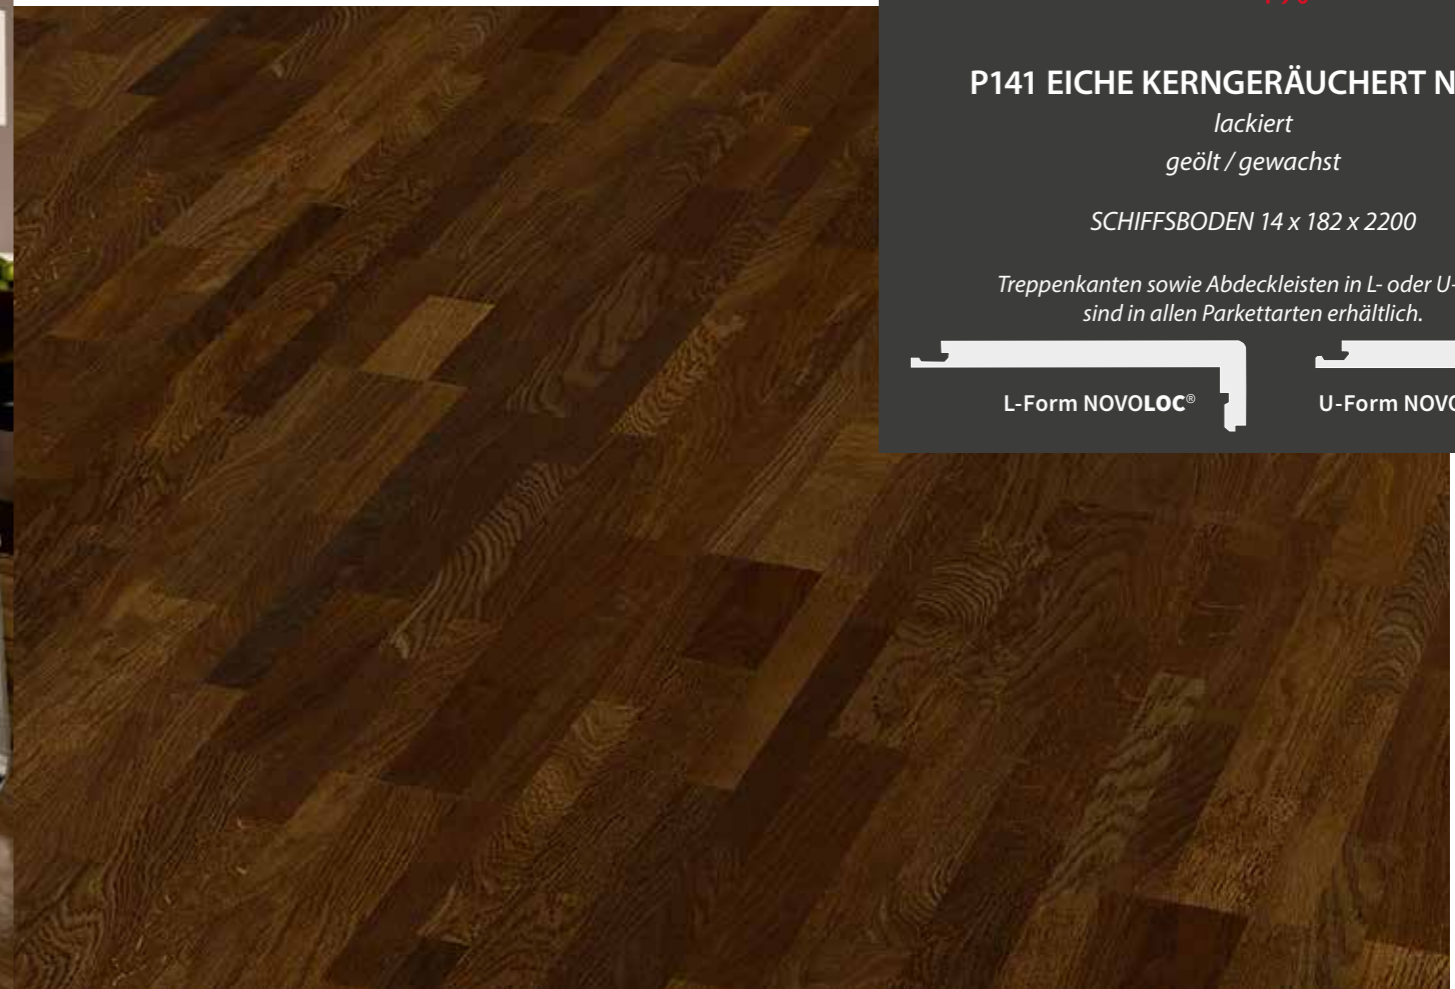 P141 EICHE KERNGERÄUCHERT N
lackiert
geölt / gewachst
SCHIFFSBODEN 14 x 182 x 2200
Treppenkanten sowie Abdeckleisten in L- oder U-
sind in allen Parkettarten erhältlich.
L-Form NOVOLOC®
U-Form NOVO